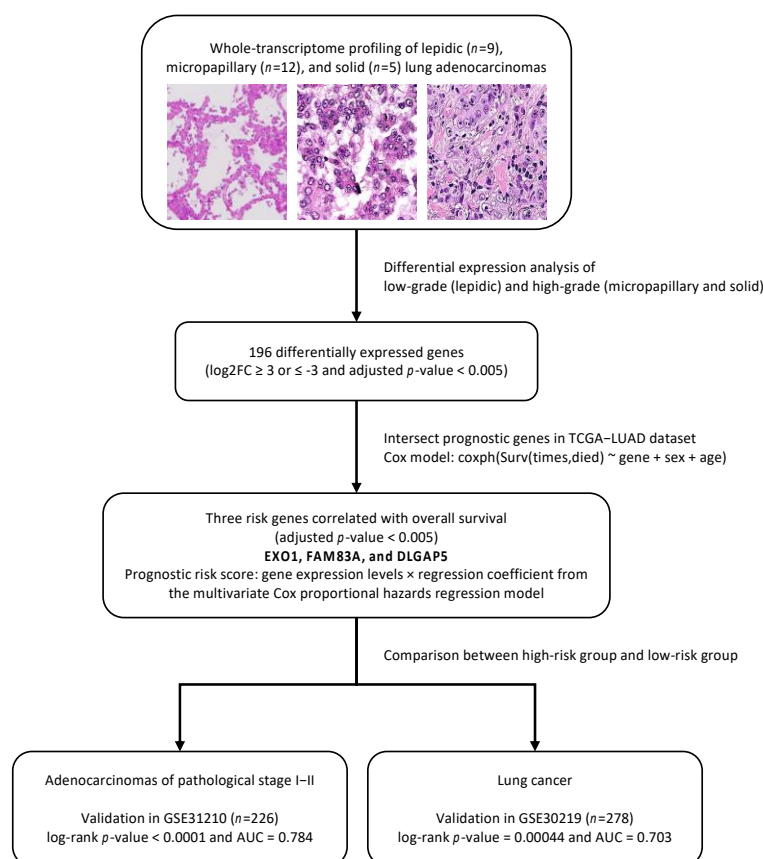 Whole-transcriptome profiling of lepidic (n=9),
micropapillary (n=12), and solid (n=5) lung adenocarcinomas
Differential expression analysis of
low-grade (lepidic) and high-grade (micropapillary and solid)
196 differentially expressed genes
(log2FC ≥ 3 or ≤ -3 and adjusted p-value < 0.005)
Intersect prognostic genes in TCGA−LUAD dataset
Cox model: coxph(Surv(times,died) ~ gene + sex + age)
Three risk genes correlated with overall survival
(adjusted p-value < 0.005)
EXO1, FAM83A, and DLGAP5
Prognostic risk score: gene expression levels × regression coefficient from
the multivariate Cox proportional hazards regression model
Comparison between high-risk group and low-risk group
Adenocarcinomas of pathological stage I−II
Validation in GSE31210 (n=226)
log-rank p-value < 0.0001 and AUC = 0.784
Lung cancer
Validation in GSE30219 (n=278)
log-rank p-value = 0.00044 and AUC = 0.703